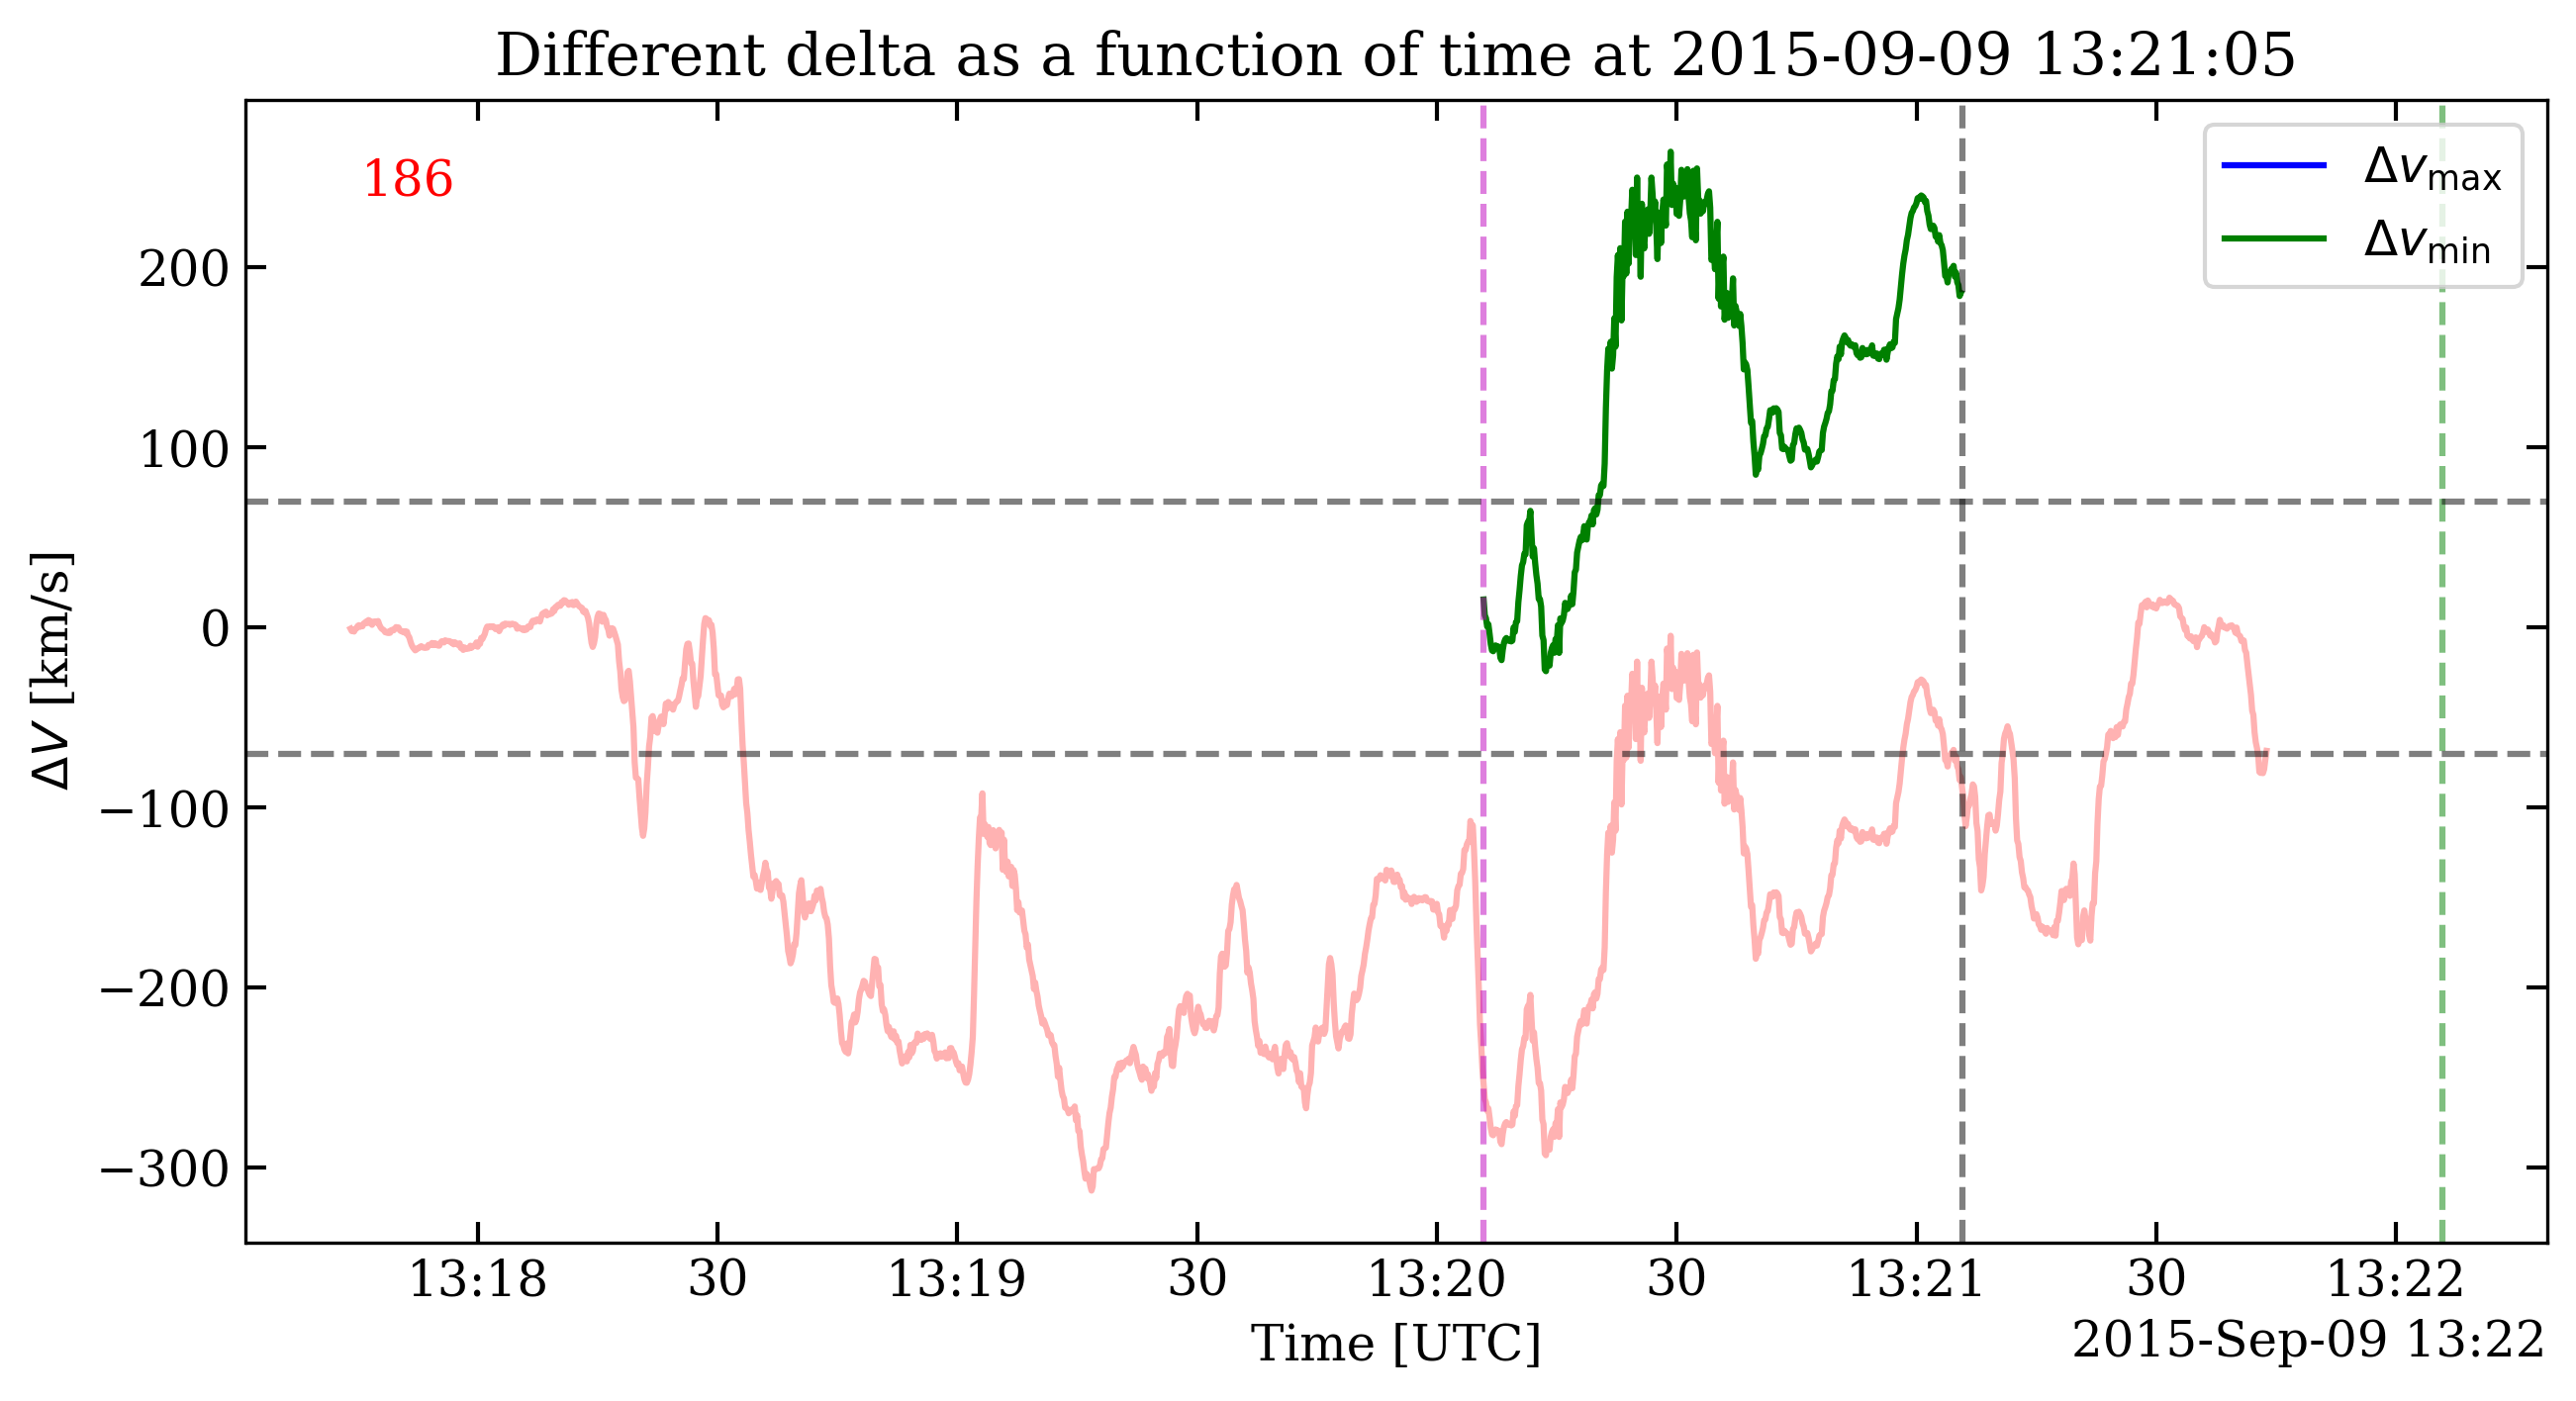 Different delta as a function of time at 2015-09-09 13:21:05
186
Δv_max
Δv_min
ΔV [km/s]
200
100
0
−100
−200
−300
13:18 30 13:19 30 13:20 30 13:21 30 13:22
Time [UTC]
2015-Sep-09 13:22